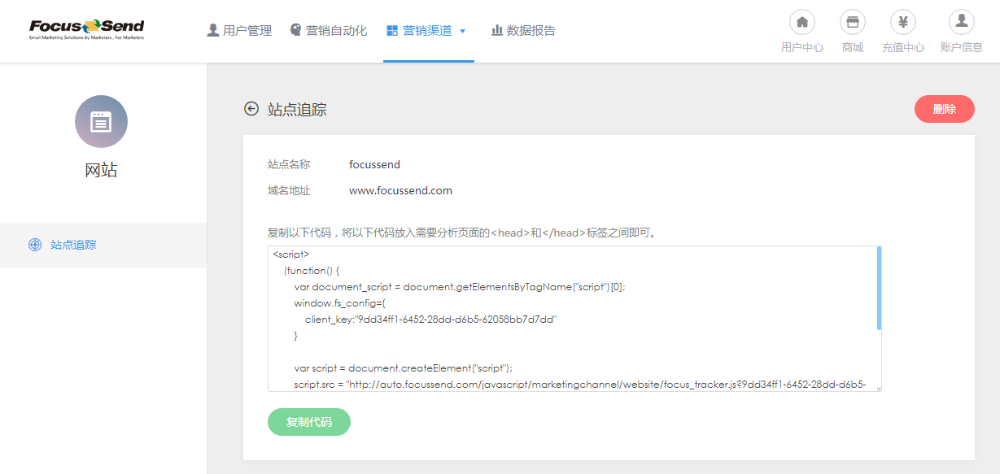 Focus Send
Email Marketing Solutions by Marketers, For Marketers
用户管理
营销自动化
营销渠道
数据报告
用户中心
商城
¥
充值中心
账户信息
网站
站点追踪
站点追踪
删除
站点名称 focussend
域名地址 www.focussend.com
复制以下代码，将以下代码放入需要分析页面的<head>和</head>标签之间即可。
<script>
(function() {
var document_script = document.getElementsByTagName("script")[0];
window.fs_config={
client_key:"9dd34ff1-6452-28dd-d6b5-62058bb7d7dd"
}
var script = document.createElement("script");
script.src = "http://auto.focussend.com/javascript/marketingchannel/website/focus_tracker.js?9dd34ff1-6452-28dd-d6b5-
复制代码